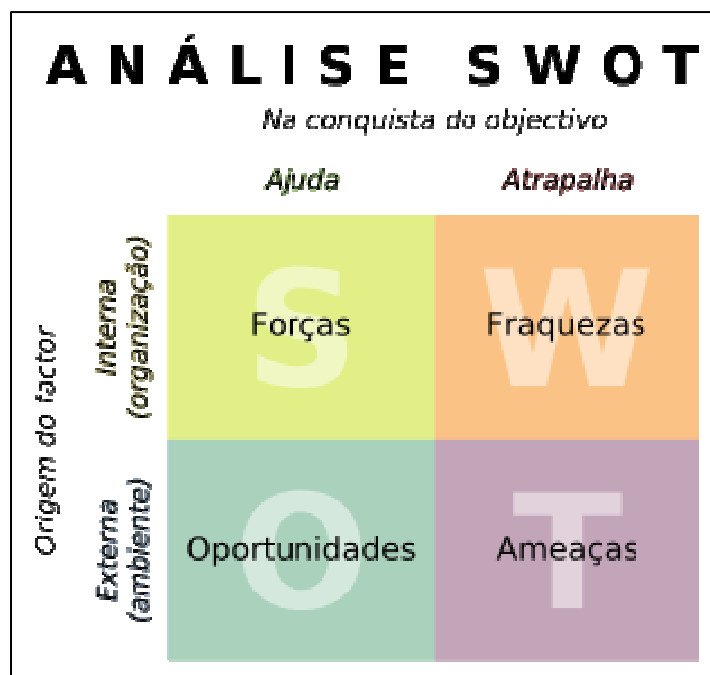 ANÁLISE SWOT
Na conquista do objectivo
Ajuda
Atrapalha
Origem do factor
Interna
(organização)
S
Forças
W
Fraquezas
Externa
(ambiente)
O
Oportunidades
T
Ameaças